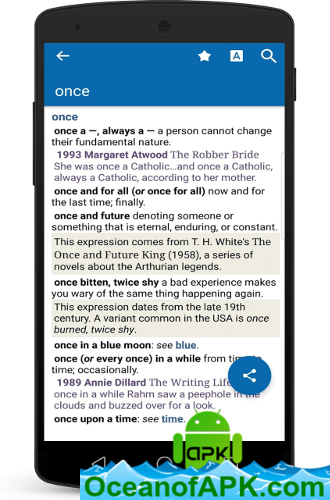 once
once
once a —, always a — a person cannot change
their fundamental nature.
1993 Margaret Atwood The Robber Bride
She was once a Catholic...and once a Catholic,
always a Catholic, according to her mother.
once and for all (or once for all) now and for
the last time; finally.
once and future denoting someone or
something that is eternal, enduring, or constant.
This expression comes from T. H. White's The
Once and Future King (1958), a series of
novels about the Arthurian legends.
once bitten, twice shy a bad experience makes
you wary of the same thing happening again.
This expression dates from the late 19th
century. A variant common in the USA is once
burned, twice shy.
once in a blue moon: see blue.
once (or every once) in a while from time to
time; occasionally.
1989 Annie Dillard The Writing Life
once in a while Rahm saw a peephole in the
clouds and buzzed over for a look.
once upon a time: see time.
apk!
OceanofAPK.com